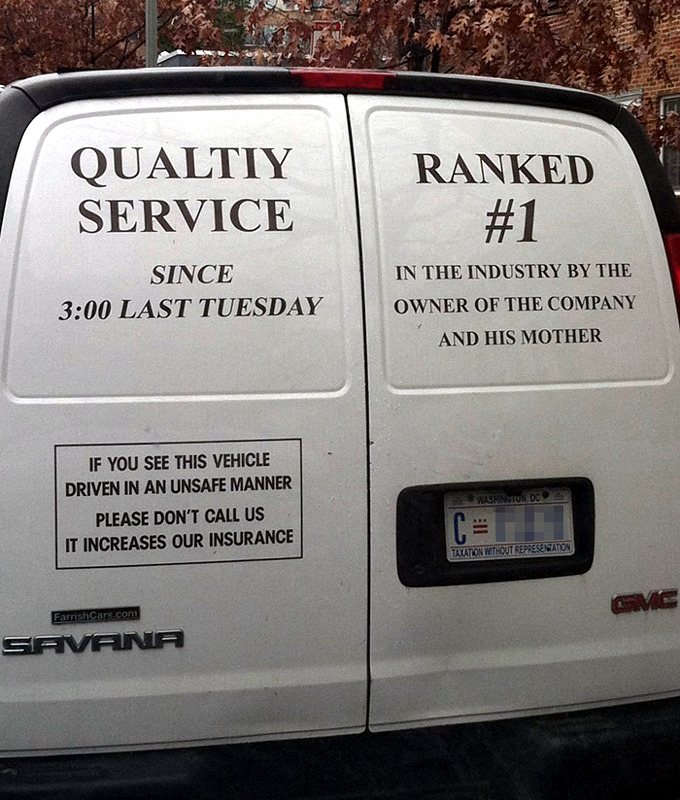 QUALTIY
SERVICE
SINCE
3:00 LAST TUESDAY
RANKED
#1
IN THE INDUSTRY BY THE
OWNER OF THE COMPANY
AND HIS MOTHER
IF YOU SEE THIS VEHICLE
DRIVEN IN AN UNSAFE MANNER
PLEASE DON'T CALL US
IT INCREASES OUR INSURANCE
WASHINGTON, DC
C
TAXATION WITHOUT REPRESENTATION
FarrishCars.com
SAVANA
GMC